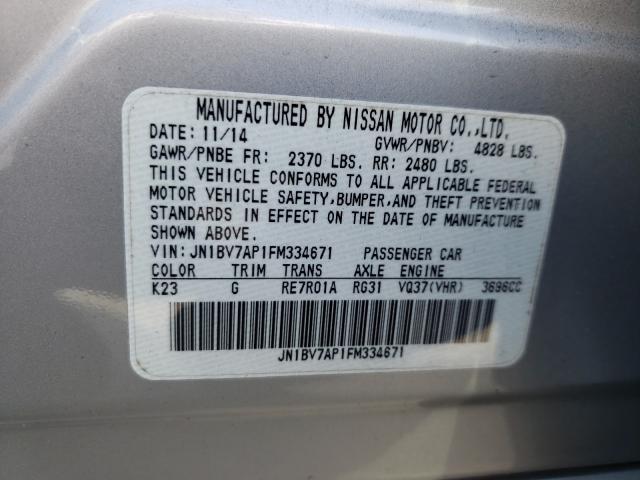 MANUFACTURED BY NISSAN MOTOR CO.,LTD.
DATE: 11/14 GVWR/PNBV: 4828 LBS.
GAWR/PNBE FR: 2370 LBS. RR: 2480 LBS.
THIS VEHICLE CONFORMS TO ALL APPLICABLE FEDERAL
MOTOR VEHICLE SAFETY,BUMPER,AND THEFT PREVENTION
STANDARDS IN EFFECT ON THE DATE OF MANUFACTURE
SHOWN ABOVE.
VIN: JN1BV7AP1FM334671 PASSENGER CAR
COLOR TRIM TRANS AXLE ENGINE
K23 G RE7R01A RG31 VQ37(VHR) 3696CC
JN1BV7AP1FM334671